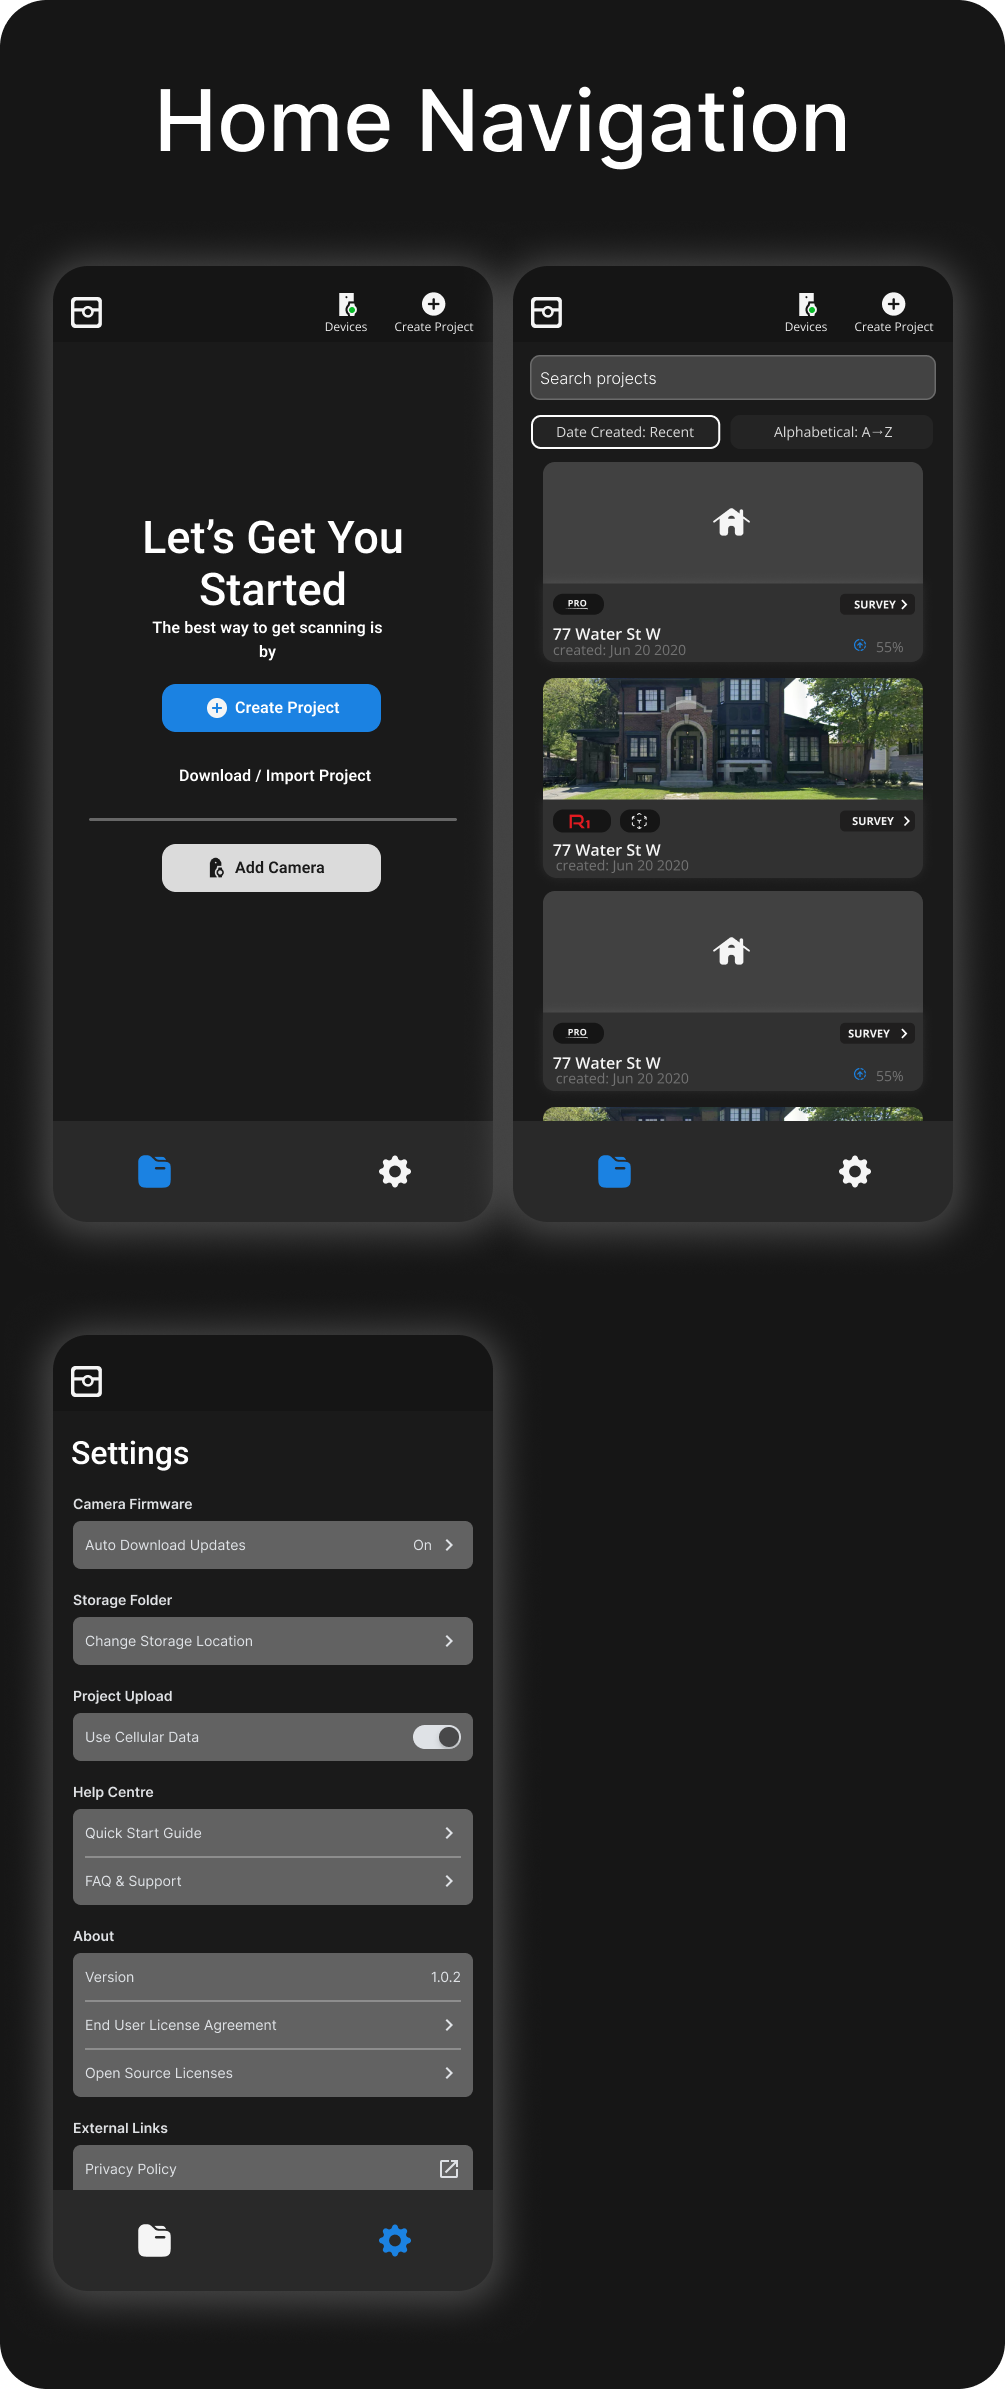 Home Navigation
Devices
Create Project
Let’s Get You
Started
The best way to get scanning is
by
Create Project
Download / Import Project
Add Camera
Devices
Create Project
Search projects
Date Created: Recent
Alphabetical: A→Z
PRO
SURVEY
77 Water St W
created: Jun 20 2020
55%
R1
SURVEY
77 Water St W
created: Jun 20 2020
PRO
SURVEY
77 Water St W
created: Jun 20 2020
55%
Settings
Camera Firmware
Auto Download Updates
On
Storage Folder
Change Storage Location
Project Upload
Use Cellular Data
Help Centre
Quick Start Guide
FAQ & Support
About
Version
1.0.2
End User License Agreement
Open Source Licenses
External Links
Privacy Policy